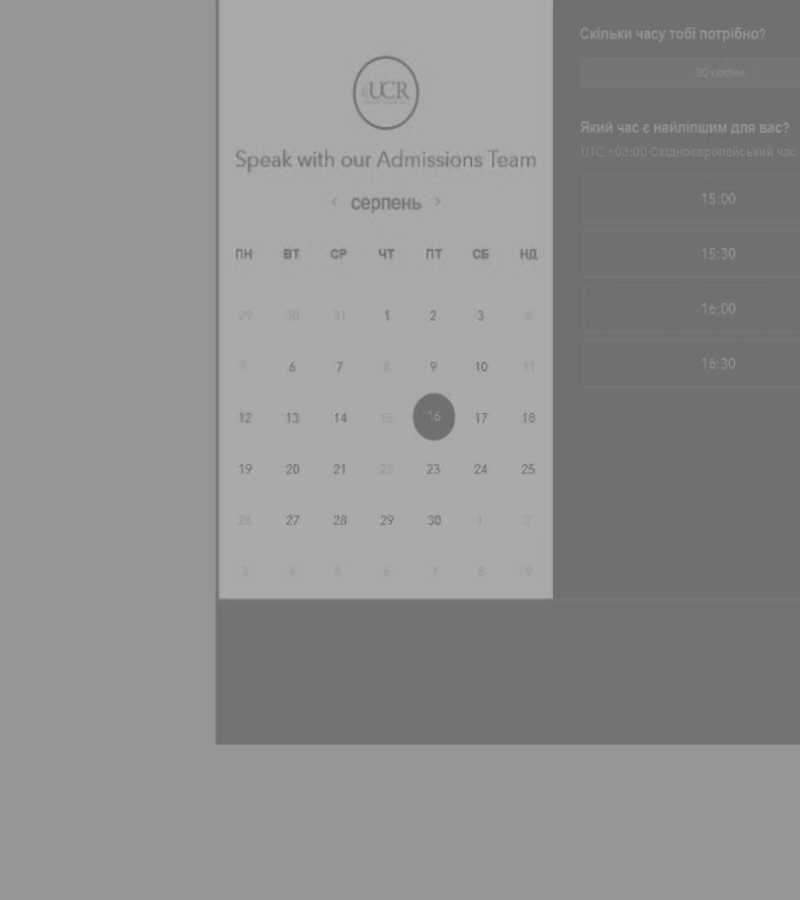 UCR
Speak with our Admissions Team
< серпень >
ПН ВТ СР ЧТ ПТ СБ НД
29 30 31 1 2 3 4
5 6 7 8 9 10 11
12 13 14 15 16 17 18
19 20 21 22 23 24 25
26 27 28 29 30 1 2
3 4 5 6 7 8 9
Скільки часу тобі потрібно?
30 хвилин
Який час є найліпшим для вас?
UTC +03:00 Східноєвропейський час
15:00
15:30
16:00
16:30